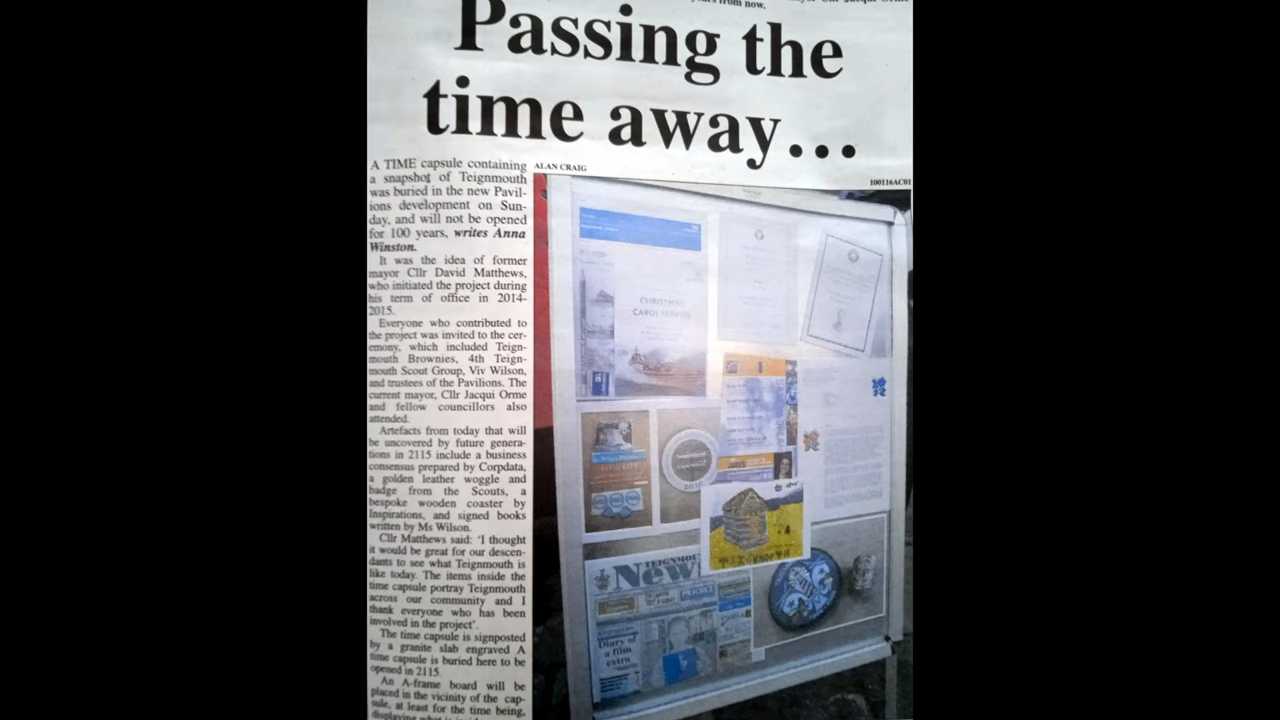 years from now.
Passing the
time away...
A TIME capsule containing
a snapshot of Teignmouth
was buried in the new Pavil-
ions development on Sun-
day, and will not be opened
for 100 years, writes Anna
Winston.
It was the idea of former
mayor Cllr David Matthews,
who initiated the project during
his term of office in 2014-
2015.
Everyone who contributed to
the project was invited to the cer-
emony, which included Teign-
mouth Brownies, 4th Teign-
mouth Scout Group, Viv Wilson,
and trustees of the Pavilions. The
current mayor, Cllr Jacqui Orme
and fellow councillors also
attended.
Artefacts from today that will
be uncovered by future genera-
tions in 2115 include a business
consensus prepared by Corpdata,
a golden leather woggle and
badge from the Scouts, a
bespoke wooden coaster by
Inspirations, and signed books
written by Ms Wilson.
Cllr Matthews said: 'I thought
it would be great for our descen-
dants to see what Teignmouth is
like today. The items inside the
time capsule portray Teignmouth
across our community and I
thank everyone who has been
involved in the project'.
The time capsule is signposted
by a granite slab engraved A
time capsule is buried here to be
opened in 2115.
An A-frame board will be
placed in the vicinity of the cap-
sule, at least for the time being,
ALAN CRAIG
100116AC01
CHRISTMAS
CAROL SERVICE
ARTS
TEIGNMOUTH
TEIGNMOU
News
Diary of
a film
extra